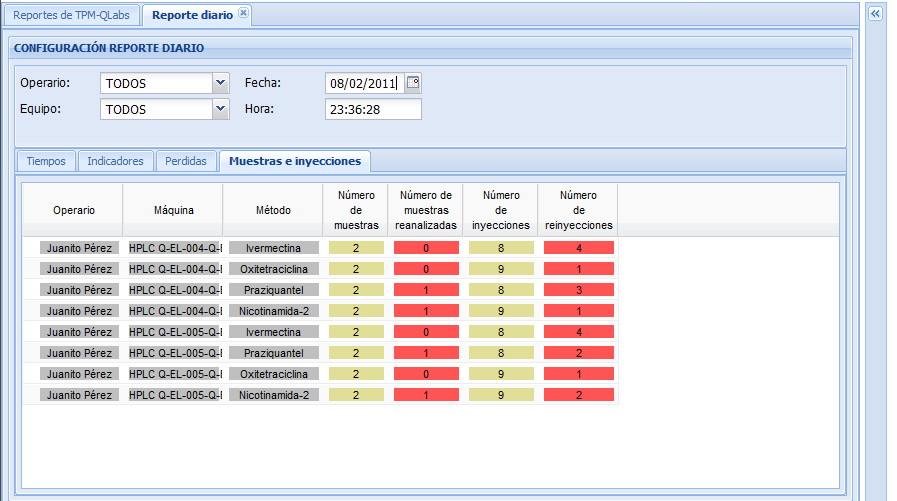 Reportes de TPM-QLabs Reporte diario
CONFIGURACIÓN REPORTE DIARIO
Operario: TODOS Fecha: 08/02/2011
Equipo: TODOS Hora: 23:36:28
Tiempos Indicadores Perdidas Muestras e inyecciones
Operario Máquina Método Número de muestras Número de muestras reanalizadas Número de inyecciones Número de reinyecciones
Juanito Pérez HPLC Q-EL-004-Q- Ivermectina 2 0 8 4
Juanito Pérez HPLC Q-EL-004-Q- Oxitetraciclina 2 0 9 1
Juanito Pérez HPLC Q-EL-004-Q- Praziquantel 2 1 8 3
Juanito Pérez HPLC Q-EL-004-Q- Nicotinamida-2 2 1 9 1
Juanito Pérez HPLC Q-EL-005-Q- Ivermectina 2 0 8 4
Juanito Pérez HPLC Q-EL-005-Q- Praziquantel 2 1 8 2
Juanito Pérez HPLC Q-EL-005-Q- Oxitetraciclina 2 0 9 1
Juanito Pérez HPLC Q-EL-005-Q- Nicotinamida-2 2 1 9 2